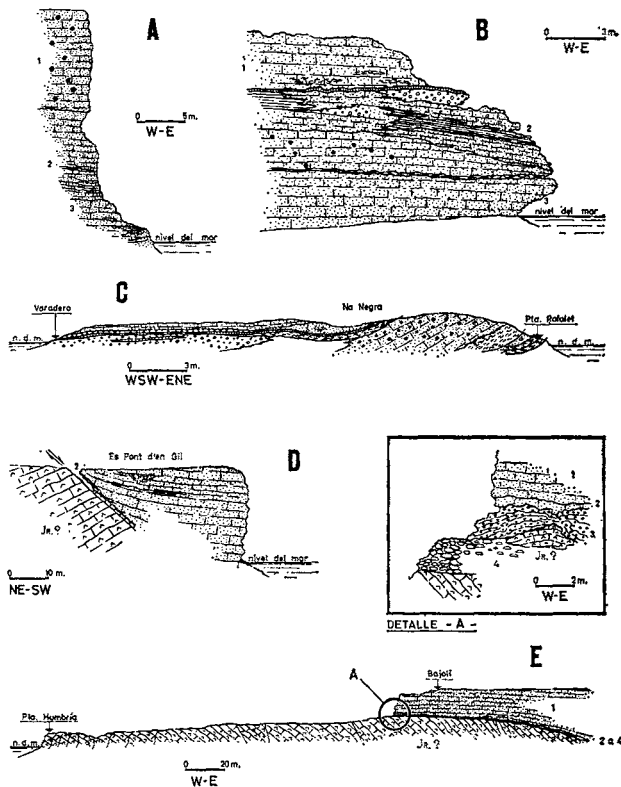 A
1
2
3
0 5m.
W-E
nivel del mar
B
0 3m.
W-E
1
2
3
nivel del mar
C
Varadero
Na Negra
Pta. Rafalet
n. d. m.
n. d. m.
0 3m.
WSW-ENE
D
Es Pont d'en Gil
?
Jr.?
nivel del mar
0 10 m.
NE-SW
1
2
3
4
Jr.?
0 2m.
W-E
DETALLE - A -
E
A
Bajolí
Pta. Humbría
1
n.d.m.
Jr.?
2 a 4
0 20m.
W-E